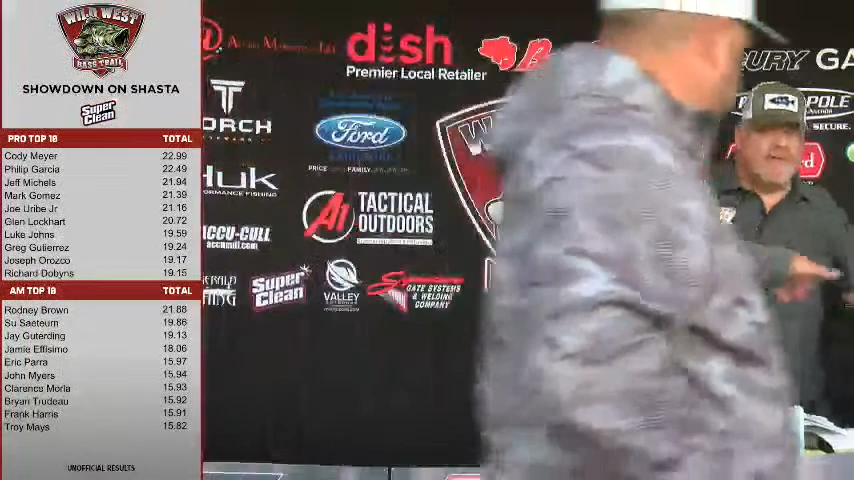 WILD WEST
BASS TRAIL
SHOWDOWN ON SHASTA
Super Clean
PRO TOP 10 TOTAL
Cody Meyer 22.99
Philip Garcia 22.49
Jeff Michels 21.94
Mark Gomez 21.39
Joe Uribe Jr 21.16
Glen Lockhart 20.72
Luke Johns 19.59
Greg Gutierrez 19.24
Joseph Orozco 19.17
Richard Dobyns 19.15
AM TOP 10 TOTAL
Rodney Brown 21.88
Su Saeteurn 19.86
Jay Guterding 19.13
Jamie Effisimo 18.06
Eric Parra 15.97
John Myers 15.94
Clarence Morla 15.93
Bryan Trudeau 15.92
Frank Harris 15.91
Troy Mays 15.82
UNOFFICIAL RESULTS
dish
Premier Local Retailer
TORCH
Ford
Huk
PERFORMANCE FISHING
A1 TACTICAL OUTDOORS
ACCU-CULL
accumull.com
Super Clean
VALLEY
GATE SYSTEMS
& WELDING
COMPANY
CURY GA
POLE
SECURE.